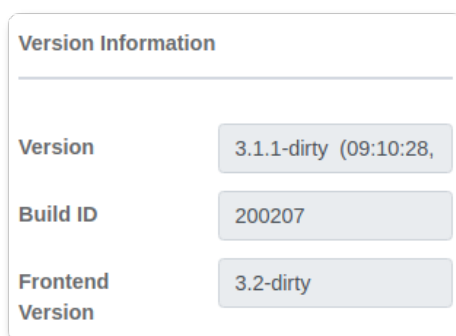 Version Information
Version
3.1.1-dirty (09:10:28,
Build ID
200207
Frontend
Version
3.2-dirty